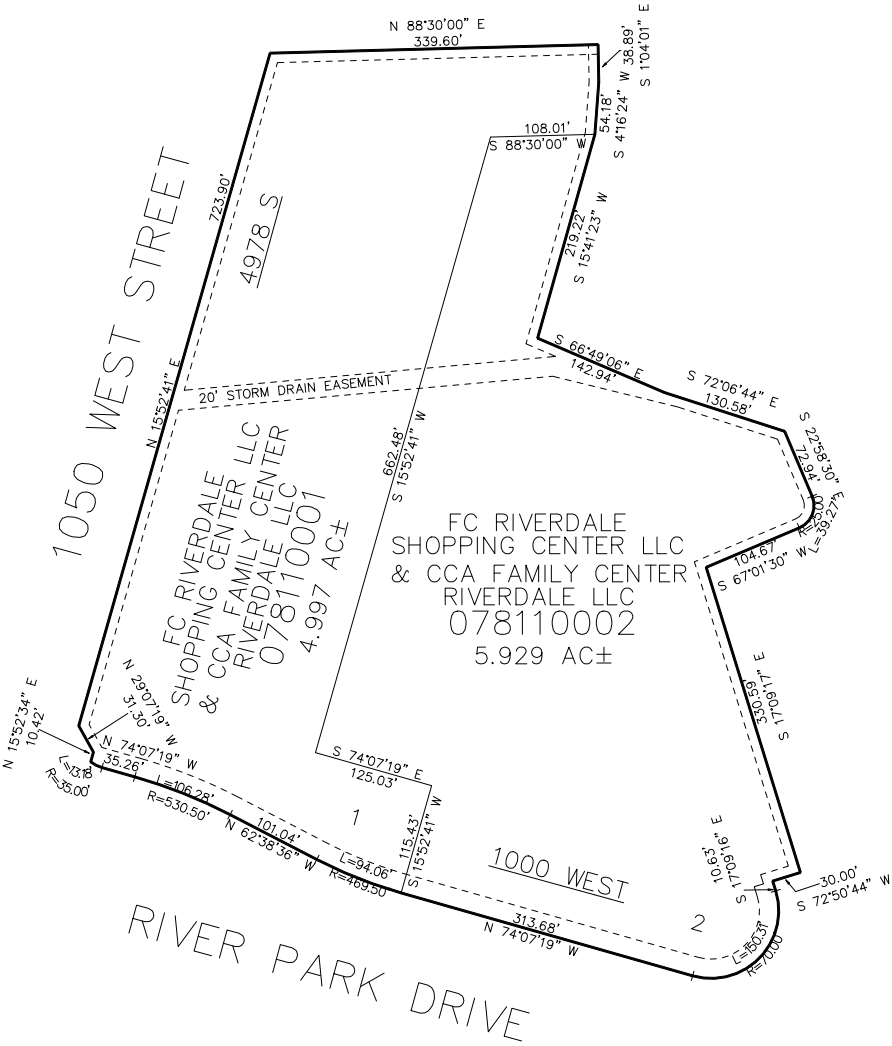 N 88°30'00" E
339.60'
38.89'
S 1°04'01" E
54.18'
S 4°16'24" W
108.01'
S 88°30'00" W
723.90'
N 15°52'41" E
1050 WEST STREET
4978 S
219.22'
S 15°41'23" W
S 66°49'06" E
142.94'
S 72°06'44" E
130.58'
20' STORM DRAIN EASEMENT
S 22°58'30" E
72.94'
R=25.00'
L=39.27'
662.48'
S 15°52'41" W
FC RIVERDALE
SHOPPING CENTER LLC
& CCA FAMILY CENTER
RIVERDALE LLC
078110001
4.997 AC±
FC RIVERDALE
SHOPPING CENTER LLC
& CCA FAMILY CENTER
RIVERDALE LLC
078110002
5.929 AC±
104.67'
S 67°01'30" W
330.59'
S 17°09'17" E
N 15°52'34" E
10.42'
N 29°07'19" W
31.30'
L=13.18'
R=35.00'
N 74°07'19" W
35.26'
L=106.28'
R=530.50'
101.04'
N 62°38'36" W
L=94.06'
R=469.50'
S 74°07'19" E
125.03'
115.43'
S 15°52'41" W
1
1000 WEST
313.68'
N 74°07'19" W
2
10.63'
S 17°09'16" E
30.00'
S 72°50'44" W
L=150.31'
R=70.00'
RIVER PARK DRIVE